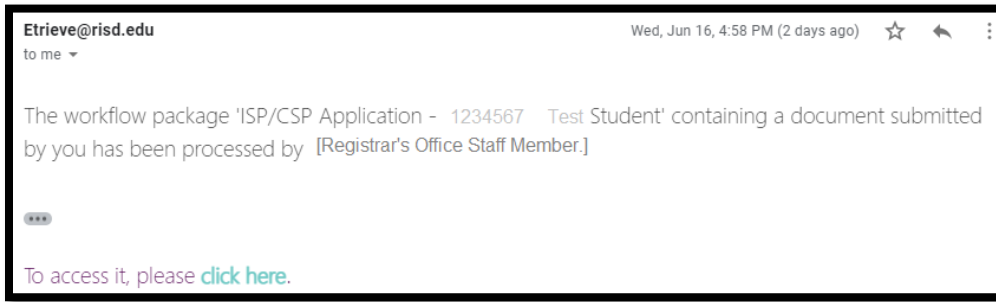 Etrieve@risd.edu Wed, Jun 16, 4:58 PM (2 days ago)
to me
The workflow package 'ISP/CSP Application - 1234567 Test Student' containing a document submitted
by you has been processed by [Registrar's Office Staff Member.]
To access it, please click here.